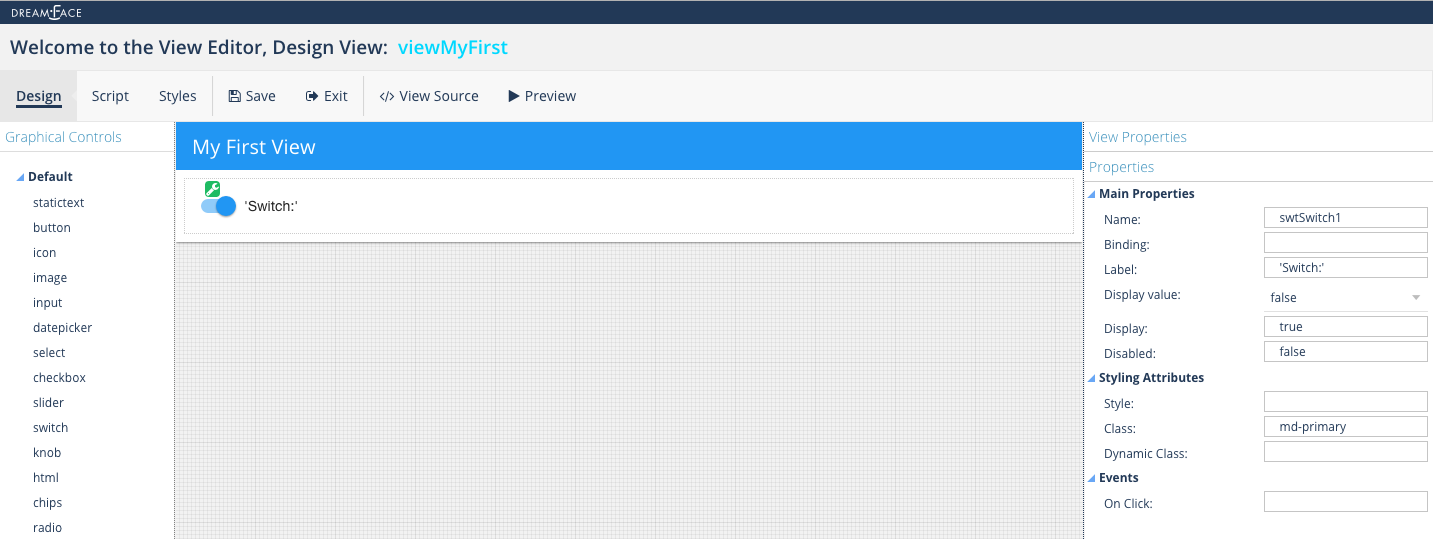 DREAMFACE
Welcome to the View Editor, Design View: viewMyFirst
Design Script Styles Save Exit </> View Source Preview
Graphical Controls
Default
statictext
button
icon
image
input
datepicker
select
checkbox
slider
switch
knob
html
chips
radio
My First View
'Switch:'
View Properties
Properties
Main Properties
Name: swtSwitch1
Binding:
Label: 'Switch:'
Display value: false
Display: true
Disabled: false
Styling Attributes
Style:
Class: md-primary
Dynamic Class:
Events
On Click: